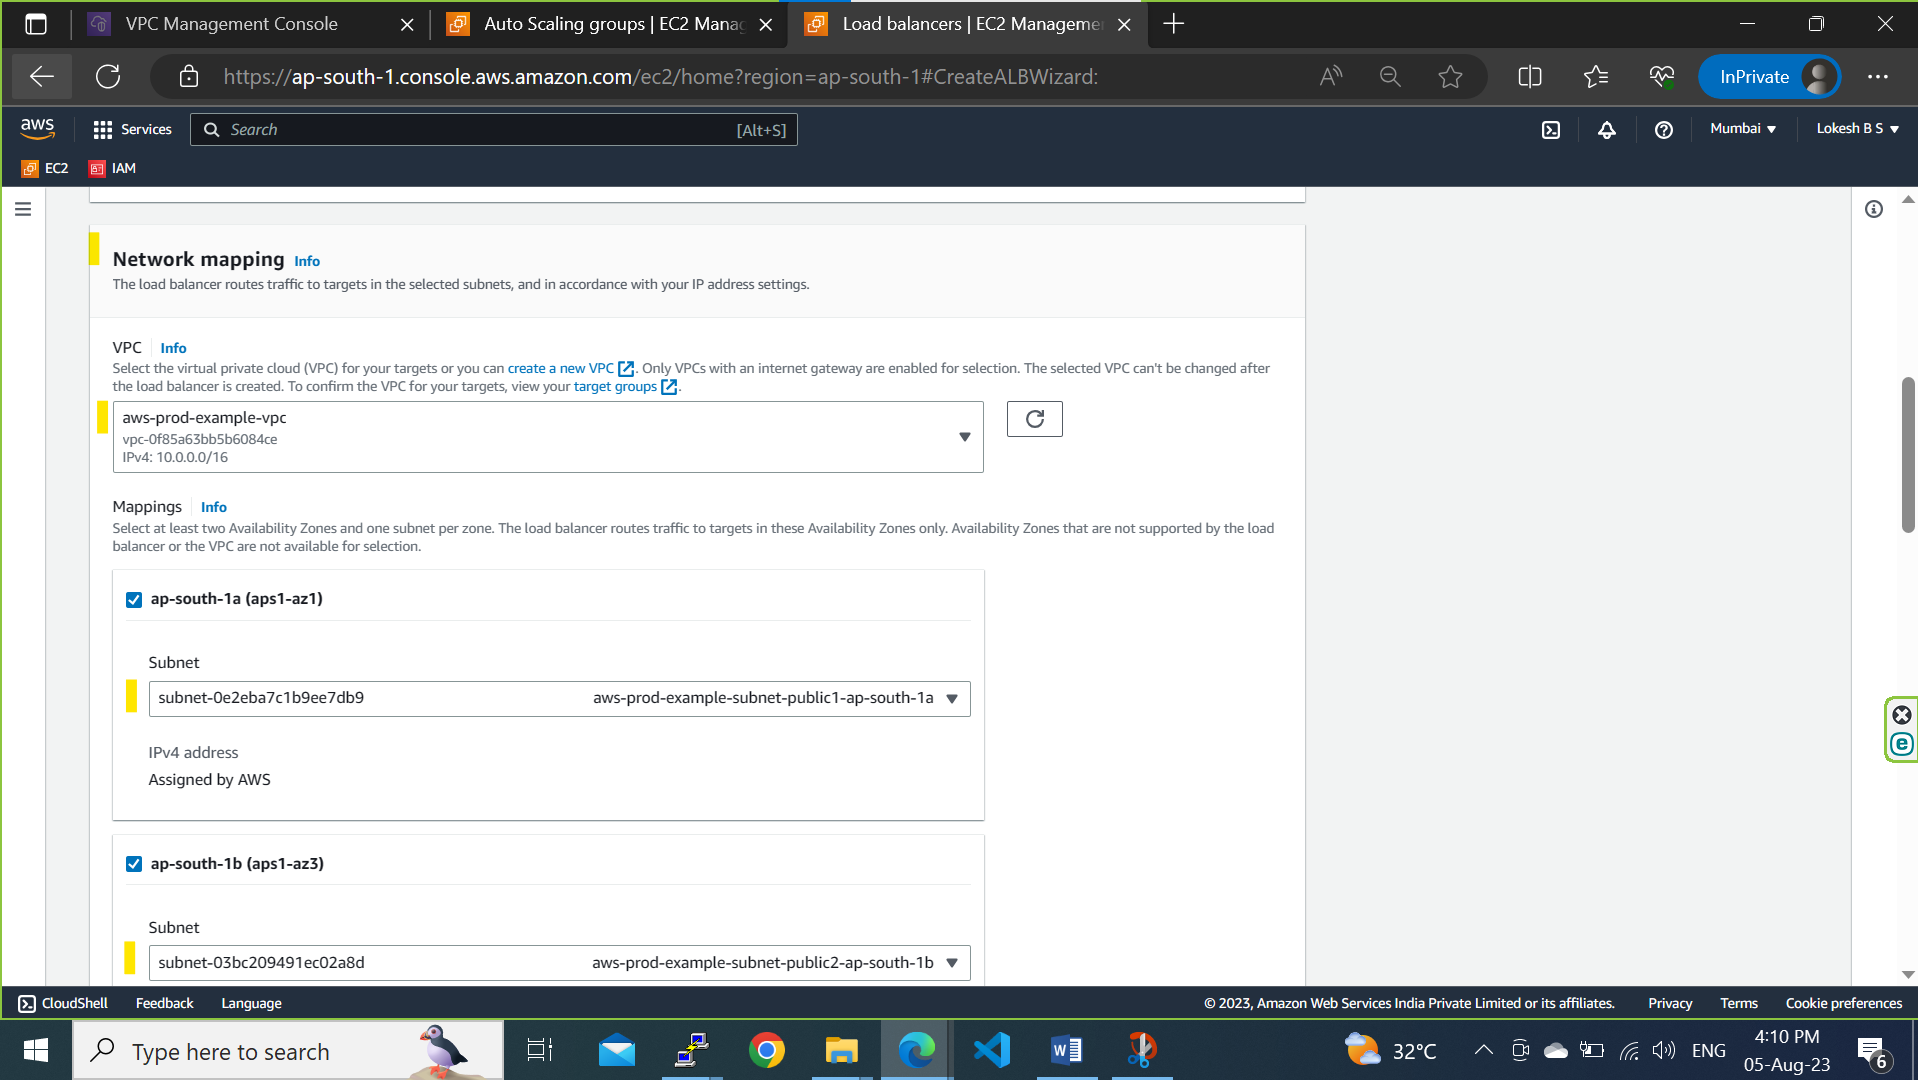 VPC Management Console
Auto Scaling groups | EC2 Manag
Load balancers | EC2 Managemen
https://ap-south-1.console.aws.amazon.com/ec2/home?region=ap-south-1#CreateALBWizard:
InPrivate
aws
Services
Search
[Alt+S]
Mumbai
Lokesh B S
EC2
IAM
Network mapping Info
The load balancer routes traffic to targets in the selected subnets, and in accordance with your IP address settings.
VPC Info
Select the virtual private cloud (VPC) for your targets or you can create a new VPC. Only VPCs with an internet gateway are enabled for selection. The selected VPC can't be changed after
the load balancer is created. To confirm the VPC for your targets, view your target groups.
aws-prod-example-vpc
vpc-0f85a63bb5b6084ce
IPv4: 10.0.0.0/16
Mappings Info
Select at least two Availability Zones and one subnet per zone. The load balancer routes traffic to targets in these Availability Zones only. Availability Zones that are not supported by the load
balancer or the VPC are not available for selection.
ap-south-1a (aps1-az1)
Subnet
subnet-0e2eba7c1b9ee7db9 aws-prod-example-subnet-public1-ap-south-1a
IPv4 address
Assigned by AWS
ap-south-1b (aps1-az3)
Subnet
subnet-03bc209491ec02a8d aws-prod-example-subnet-public2-ap-south-1b
CloudShell
Feedback
Language
© 2023, Amazon Web Services India Private Limited or its affiliates.
Privacy
Terms
Cookie preferences
Type here to search
32°C
ENG
4:10 PM
05-Aug-23
6